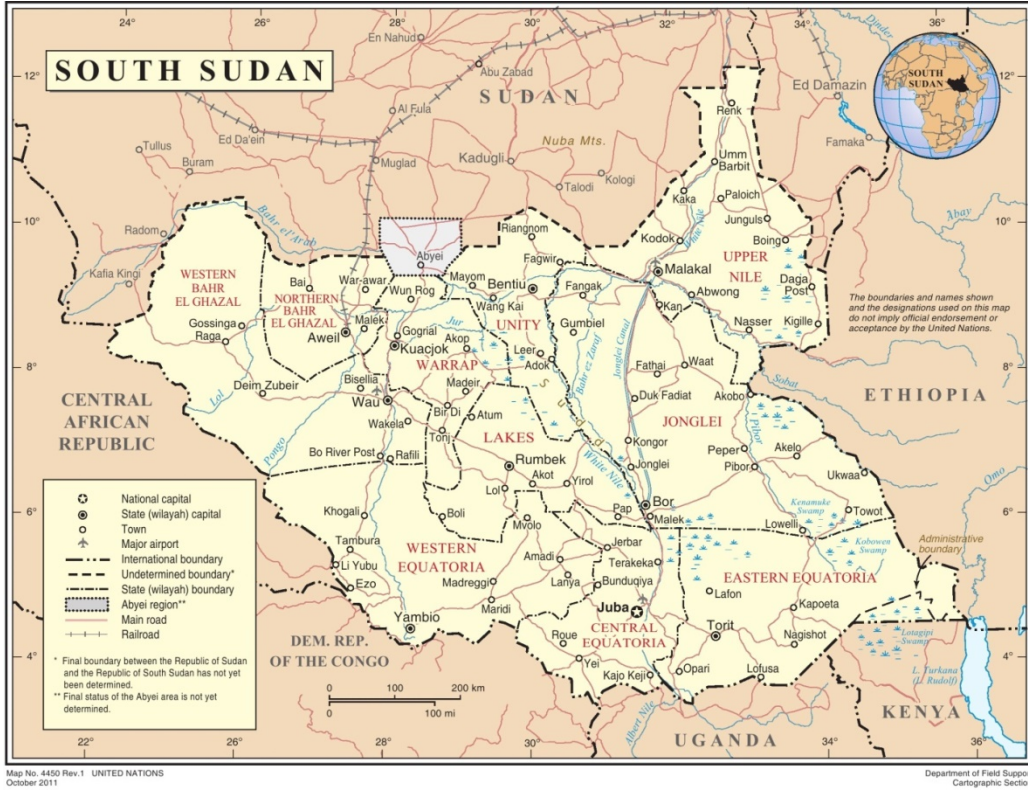 SOUTH SUDAN
24°
28°
30°
34°
36°
12°
12°
10°
10°
8°
8°
6°
6°
4°
4°
22°
24°
26°
28°
30°
32°
34°
36°
SOUTH
SUDAN
En Nahud
Abu Zabad
SUDAN
Ed Damazin
Dinder
Al Fula
Renk
Famaka
Ed Da'ein
Nuba Mts.
Tullus
Buram
Muglad
Kadugli
Umm
Barbit
Talodi
Kologi
Kaka
Paloich
Radom
Bahr el'Arab
Riangnom
Junguls
Abay
Kodok
White Nile
Boing
Kafia Kingi
Abyei
Fagwir
UPPER
NILE
WESTERN
BAHR
EL GHAZAL
Bai
War-awar
Mayom
Bentiu
Malakal
Daga
Post
NORTHERN
BAHR
EL GHAZAL
Wun Rog
Wang Kai
Fangak
Abwong
Kan
The boundaries and names shown
and the designations used on this map
do not imply official endorsement or
acceptance by the United Nations.
Gossinga
Raga
Malek
Aweil
Gogrial
Jur
UNITY
Gumbiel
Nasser
Kigille
Kuacjok
Akop
Leer
Adok
Bahr ez Zaraf
Jonglei Canal
WARRAP
Fathai
Waat
Sobat
ETHIOPIA
Deim Zubeir
Bisellia
Madeir
Sudd
Duk Fadiat
Akobo
CENTRAL
AFRICAN
REPUBLIC
Lol
Wau
Bir Di
Atum
JONGLEI
Wakela
Tonj
LAKES
Kongor
Pibor
Pongo
Bo River Post
Rafili
Rumbek
White Nile
Jonglei
Peper
Akelo
Pibor
Omo
Akot
Yirol
Ukwaa
Lol
Bor
Kenamuke
Swamp
Khogali
Boli
Mvolo
Pap
Malek
Towot
Lowelli
Kobowen
Swamp
Administrative
boundary
Tambura
WESTERN
EQUATORIA
Jerbar
Li Yubu
Amadi
Terakeka
EASTERN EQUATORIA
Ezo
Madreggi
Lanya
Bunduqiya
Lafon
Kapoeta
Maridi
Juba
Yambio
CENTRAL
EQUATORIA
Torit
Nagishot
Lotagipi
Swamp
DEM. REP.
OF THE CONGO
Roue
Yei
Kajo Keji
Opari
Lofusa
L. Turkana
(L. Rudolf)
Albert Nile
UGANDA
KENYA
National capital
State (wilayah) capital
Town
Major airport
International boundary
Undetermined boundary*
State (wilayah) boundary
Abyei region**
Main road
Railroad
* Final boundary between the Republic of Sudan
and the Republic of South Sudan has not yet
been determined.
** Final status of the Abyei area is not yet
determined.
0 100 200 km
0 100 mi
Map No. 4450 Rev.1 UNITED NATIONS
October 2011
Department of Field Suppo
Cartographic Sectio